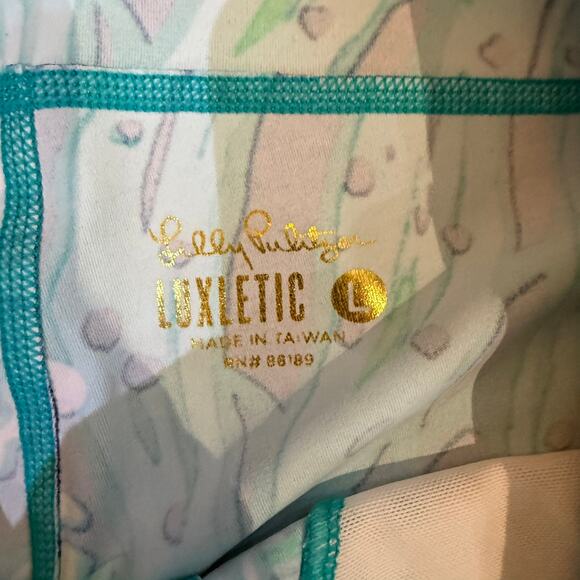 Lilly Pulitzer
LUXLETIC L
MADE IN TAIWAN
RN# 86189